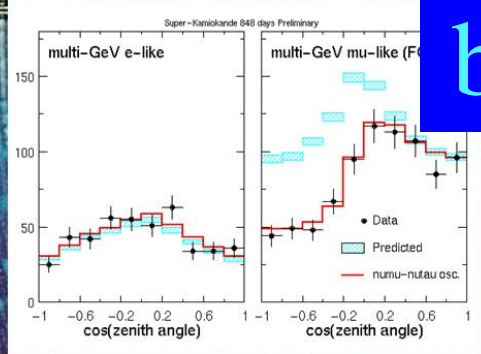 Super-Kamiokande 848 days Preliminary
multi-GeV e-like
multi-GeV mu-like (FC
b
150
100
50
0
Data
Predicted
numu-nutau osc.
-1 -0.6 -0.2 0.2 0.6 1
-1 -0.6 -0.2 0.2 0.6 1
cos(zenith angle)
cos(zenith angle)